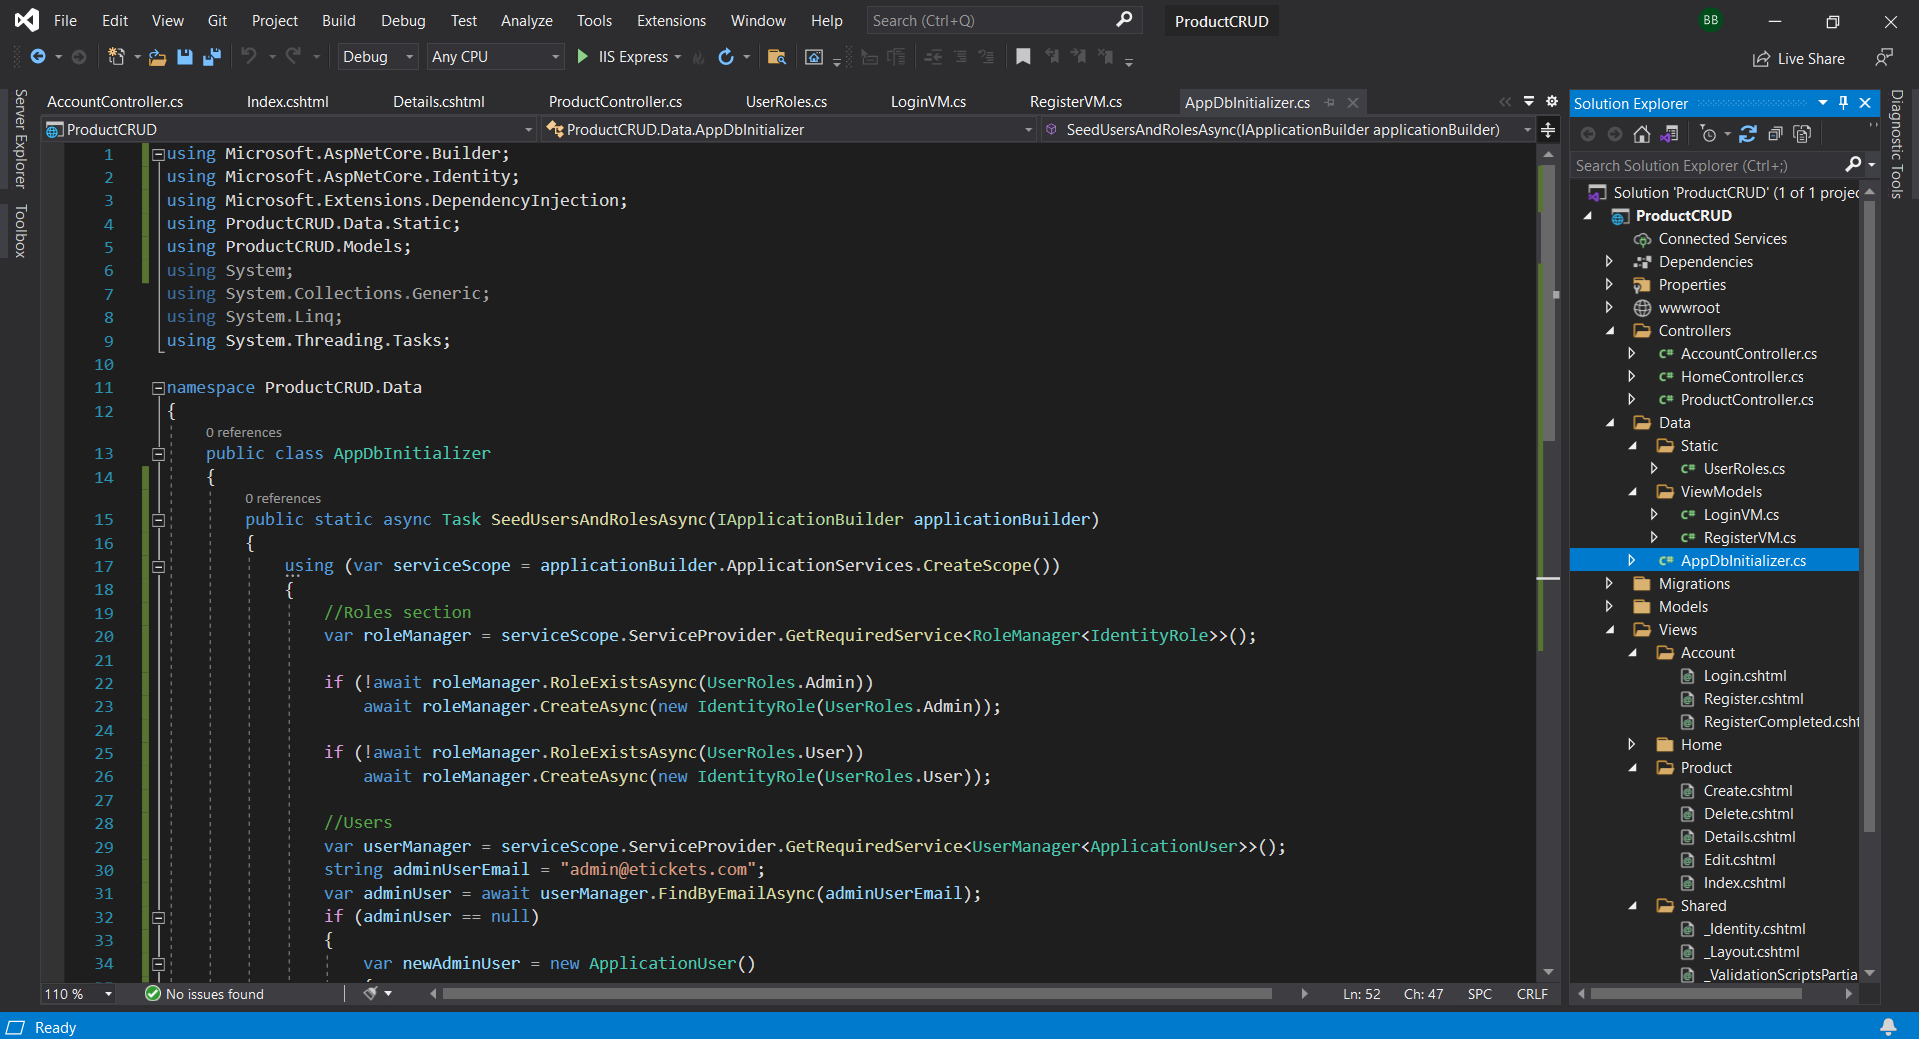 File Edit View Git Project Build Debug Test Analyze Tools Extensions Window Help Search (Ctrl+Q) ProductCRUD BB
Debug Any CPU IIS Express Live Share
Server Explorer
Toolbox
AccountController.cs Index.cshtml Details.cshtml ProductController.cs UserRoles.cs LoginVM.cs RegisterVM.cs AppDbInitializer.cs
ProductCRUD ProductCRUD.Data.AppDbInitializer SeedUsersAndRolesAsync(IApplicationBuilder applicationBuilder)
1 using Microsoft.AspNetCore.Builder;
2 using Microsoft.AspNetCore.Identity;
3 using Microsoft.Extensions.DependencyInjection;
4 using ProductCRUD.Data.Static;
5 using ProductCRUD.Models;
6 using System;
7 using System.Collections.Generic;
8 using System.Linq;
9 using System.Threading.Tasks;
10
11 namespace ProductCRUD.Data
12 {
0 references
13 public class AppDbInitializer
14 {
0 references
15 public static async Task SeedUsersAndRolesAsync(IApplicationBuilder applicationBuilder)
16 {
17 using (var serviceScope = applicationBuilder.ApplicationServices.CreateScope())
18 {
19 //Roles section
20 var roleManager = serviceScope.ServiceProvider.GetRequiredService<RoleManager<IdentityRole>>();
21
22 if (!await roleManager.RoleExistsAsync(UserRoles.Admin))
23 await roleManager.CreateAsync(new IdentityRole(UserRoles.Admin));
24
25 if (!await roleManager.RoleExistsAsync(UserRoles.User))
26 await roleManager.CreateAsync(new IdentityRole(UserRoles.User));
27
28 //Users
29 var userManager = serviceScope.ServiceProvider.GetRequiredService<UserManager<ApplicationUser>>();
30 string adminUserEmail = "admin@etickets.com";
31 var adminUser = await userManager.FindByEmailAsync(adminUserEmail);
32 if (adminUser == null)
33 {
34 var newAdminUser = new ApplicationUser()
110 % No issues found Ln: 52 Ch: 47 SPC CRLF
Solution Explorer
Search Solution Explorer (Ctrl+;)
Solution 'ProductCRUD' (1 of 1 projec
ProductCRUD
Connected Services
Dependencies
Properties
wwwroot
Controllers
C# AccountController.cs
C# HomeController.cs
C# ProductController.cs
Data
Static
C# UserRoles.cs
ViewModels
C# LoginVM.cs
C# RegisterVM.cs
C# AppDbInitializer.cs
Migrations
Models
Views
Account
Login.cshtml
Register.cshtml
RegisterCompleted.csht
Home
Product
Create.cshtml
Delete.cshtml
Details.cshtml
Edit.cshtml
Index.cshtml
Shared
_Identity.cshtml
_Layout.cshtml
_ValidationScriptsPartia
Diagnostic Tools
Ready